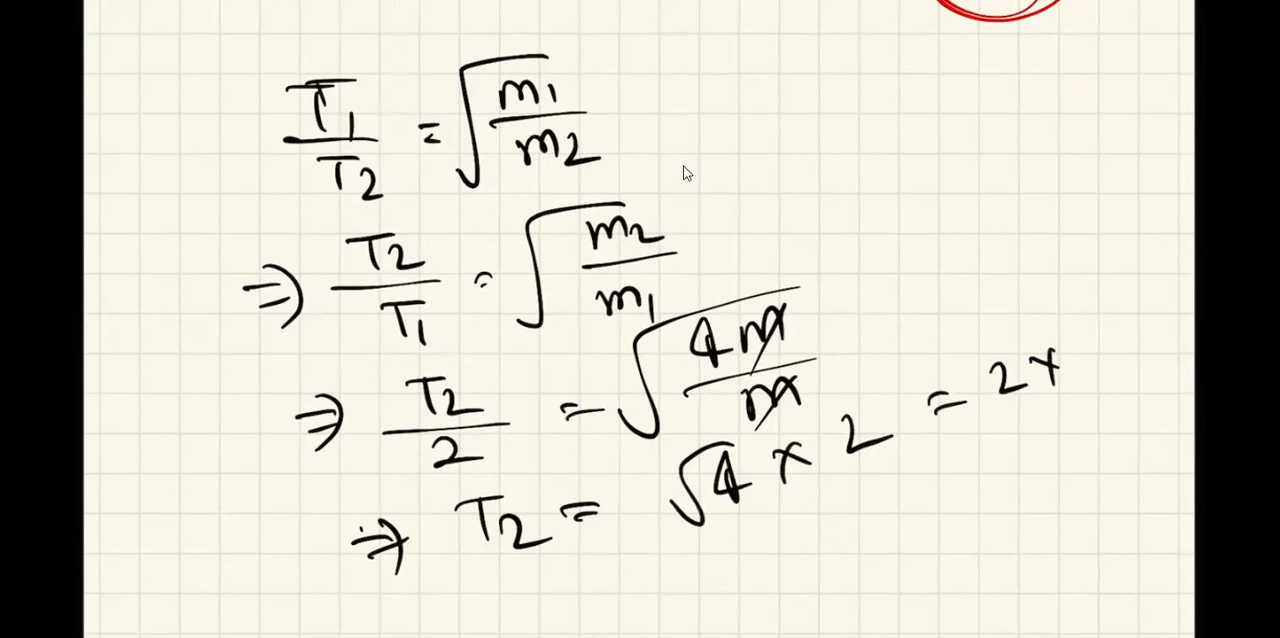 T₁/T₂ = √(m₁/m₂)
⇒ T₂/T₁ = √(m₂/m₁)
⇒ T₂/2 = √(4m/m)
⇒ T₂ = √4 × 2 = 2 ×